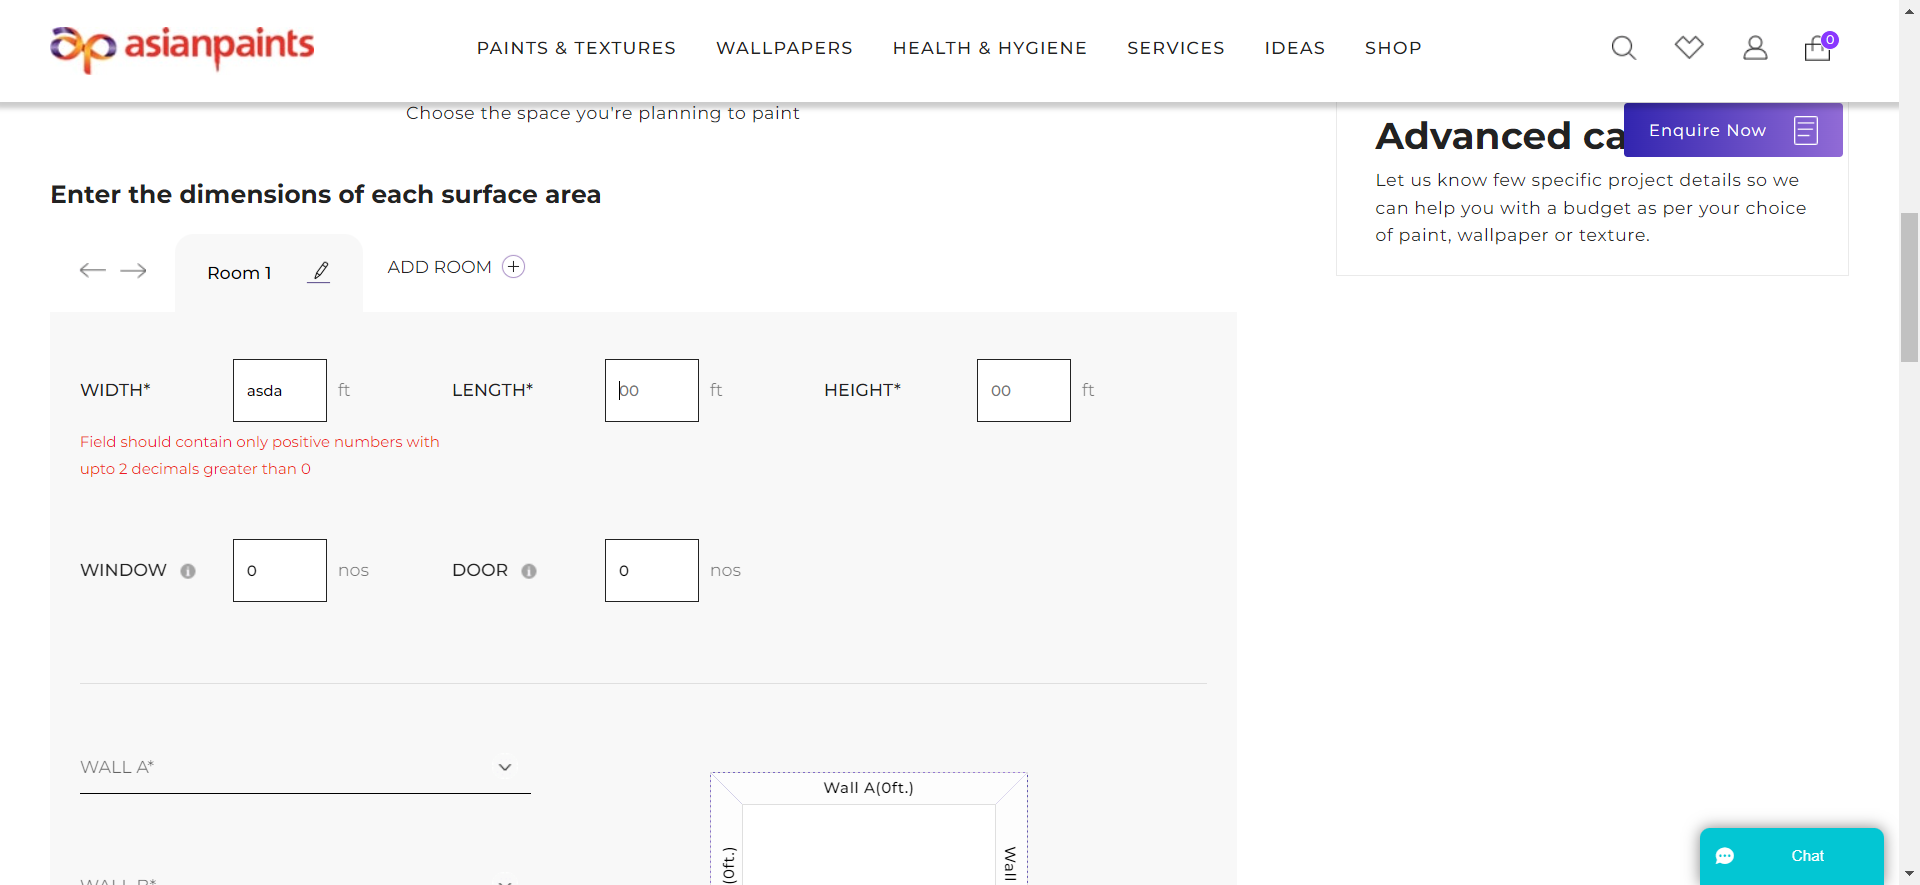 asianpaints
PAINTS & TEXTURES
WALLPAPERS
HEALTH & HYGIENE
SERVICES
IDEAS
SHOP
0
Choose the space you're planning to paint
Advanced ca
Enquire Now
Let us know few specific project details so we
can help you with a budget as per your choice
of paint, wallpaper or texture.
Enter the dimensions of each surface area
Room 1
ADD ROOM
WIDTH*
asda
ft
LENGTH*
00
ft
HEIGHT*
00
ft
Field should contain only positive numbers with
upto 2 decimals greater than 0
WINDOW
0
nos
DOOR
0
nos
WALL A*
Wall A(0ft.)
(0ft.)
Wall
WALL B*
Chat